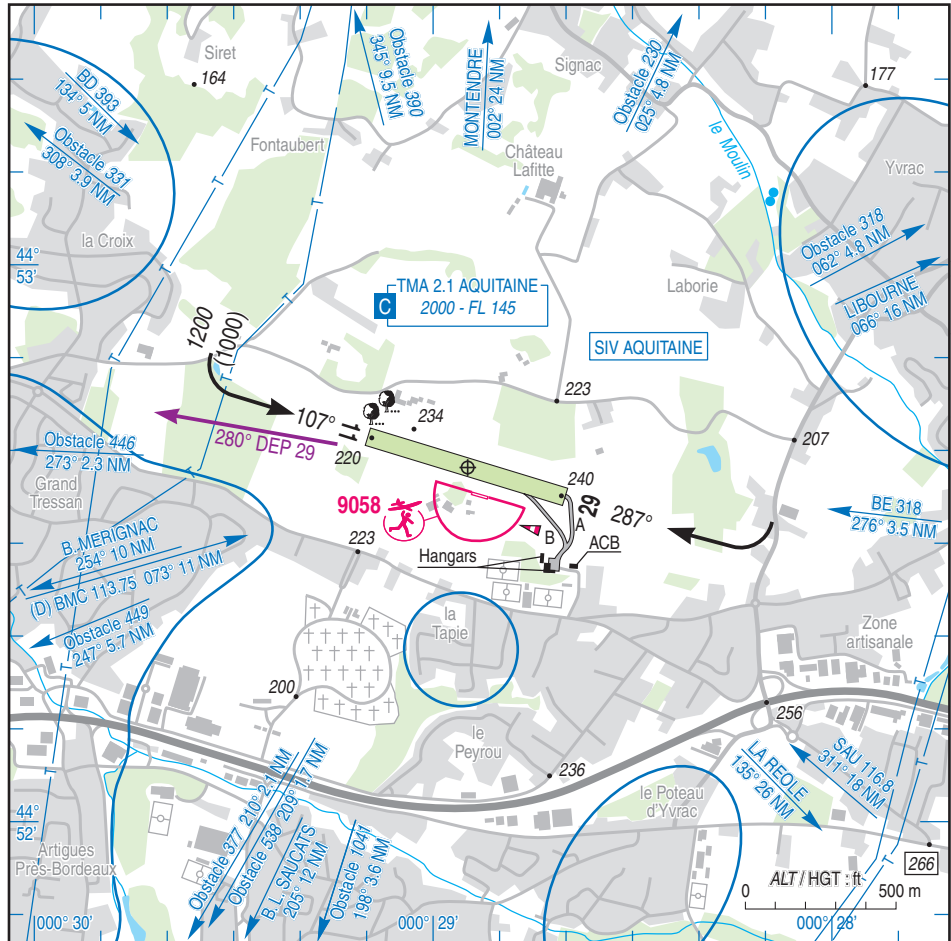 Siret
164
BD 393
134° 5 NM
Obstacle 331
308° 3.9 NM
Obstacle 390
345° 9.5 NM
MONTENDRE
002° 24 NM
Signac
Obstacle 230
025° 4.8 NM
177
le Moulin
Yvrac
Fontaubert
Château
Lafitte
la Croix
44°
53'
Obstacle 318
062° 4.8 NM
LIBOURNE
066° 16 NM
Laborie
TMA 2.1 AQUITAINE
C
2000 - FL 145
SIV AQUITAINE
1200
(1000)
107°
11
280° DEP 29
220
234
223
207
240
29
287°
Obstacle 446
273° 2.3 NM
Grand
Tressan
9058
B
A
BE 318
276° 3.5 NM
223
Hangars
ACB
B. MERIGNAC
254° 10 NM
(D) BMC 113.75 073° 11 NM
Obstacle 449
247° 5.7 NM
la
Tapie
Zone
artisanale
200
256
le
Peyrou
236
LA REOLE
135° 26 NM
SAU 116.8
311° 18 NM
le Poteau
d'Yvrac
44°
52'
Artigues
Près-Bordeaux
Obstacle 377 210° 2.1 NM
Obstacle 538 209° 1.7 NM
B. L. SAUCATS
205° 12 NM
Obstacle 1041
198° 3.6 NM
266
ALT / HGT : ft
0
500 m
000° 30'
000° 29'
000° 28'
T
T
T
T
T
T
T
T
T
T
T
T
T